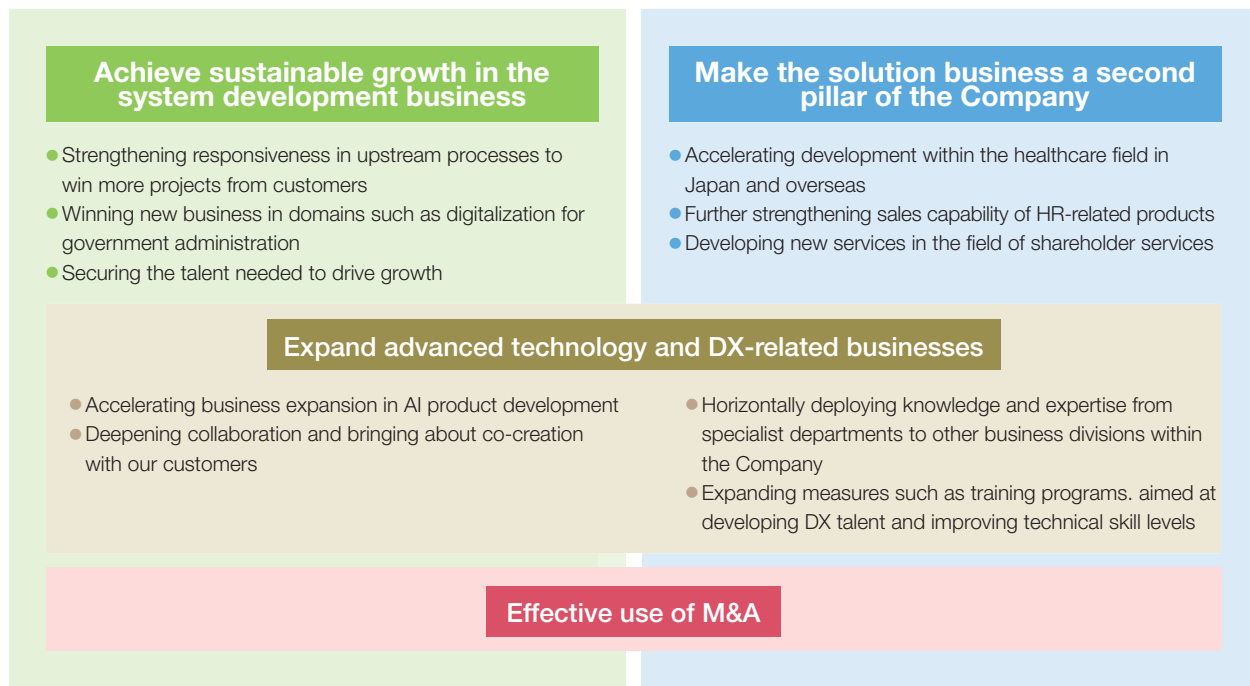 Achieve sustainable growth in the
system development business
● Strengthening responsiveness in upstream processes to
win more projects from customers
● Winning new business in domains such as digitalization for
government administration
● Securing the talent needed to drive growth
Make the solution business a second
pillar of the Company
● Accelerating development within the healthcare field in
Japan and overseas
● Further strengthening sales capability of HR-related products
● Developing new services in the field of shareholder services
Expand advanced technology and DX-related businesses
● Accelerating business expansion in AI product development
● Deepening collaboration and bringing about co-creation
with our customers
● Horizontally deploying knowledge and expertise from
specialist departments to other business divisions within
the Company
● Expanding measures such as training programs. aimed at
developing DX talent and improving technical skill levels
Effective use of M&A